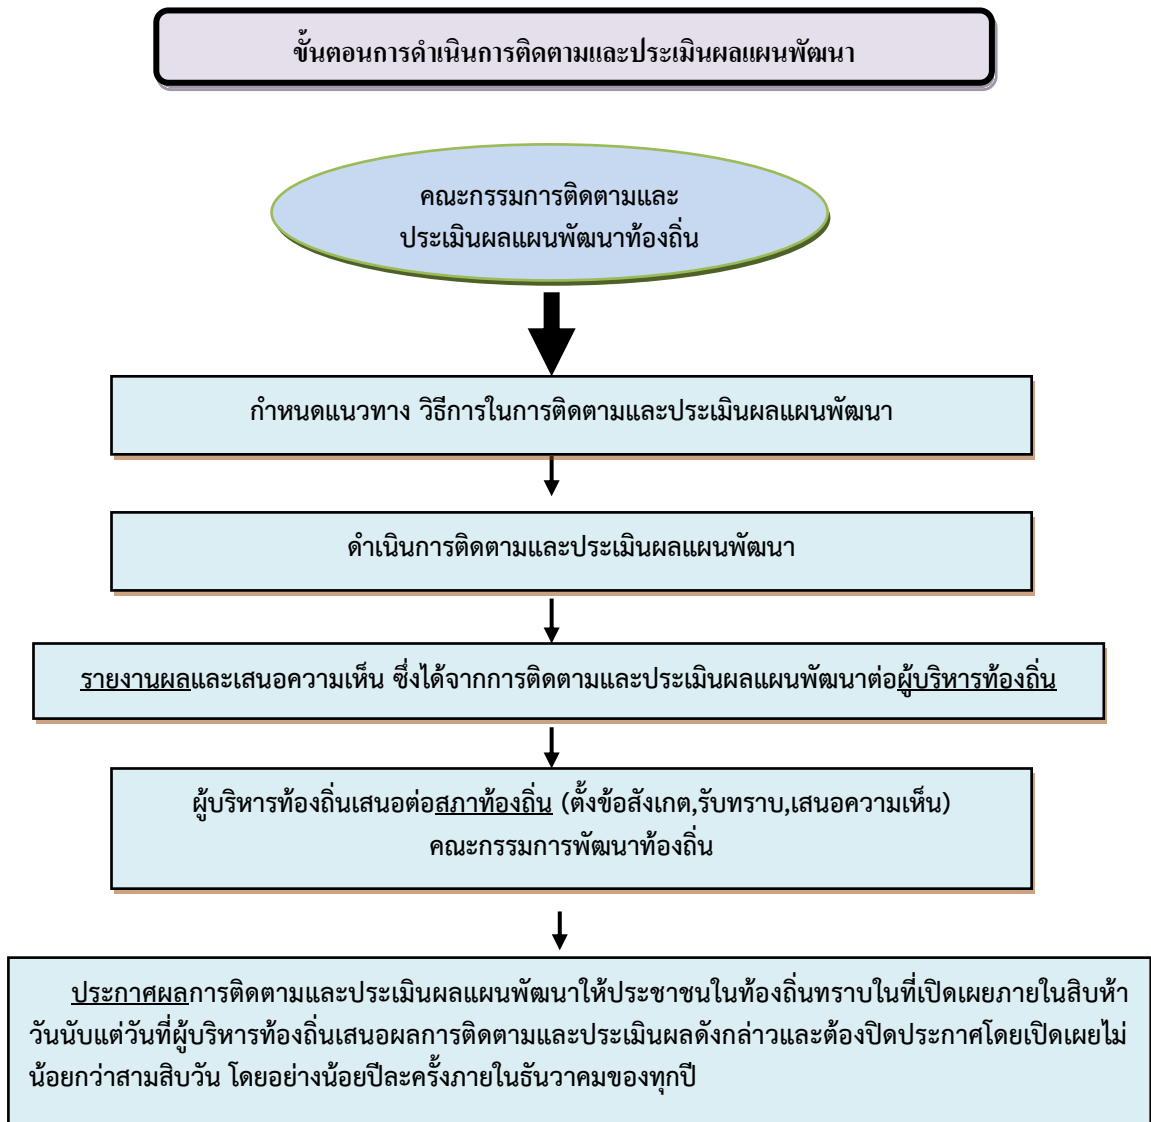 ขั้นตอนการดำเนินการติดตามและประเมินผลแผนพัฒนา
คณะกรรมการติดตามและ
ประเมินผลแผนพัฒนาท้องถิ่น
กำหนดแนวทาง วิธีการในการติดตามและประเมินผลแผนพัฒนา
ดำเนินการติดตามและประเมินผลแผนพัฒนา
รายงานผลและเสนอความเห็น ซึ่งได้จากการติดตามและประเมินผลแผนพัฒนาต่อผู้บริหารท้องถิ่น
ผู้บริหารท้องถิ่นเสนอต่อสภาท้องถิ่น (ตั้งข้อสังเกต,รับทราบ,เสนอความเห็น)
คณะกรรมการพัฒนาท้องถิ่น
ประกาศผลการติดตามและประเมินผลแผนพัฒนาให้ประชาชนในท้องถิ่นทราบในที่เปิดเผยภายในสิบห้า
วันนับแต่วันที่ผู้บริหารท้องถิ่นเสนอผลการติดตามและประเมินผลดังกล่าวและต้องปิดประกาศโดยเปิดเผยไม่
น้อยกว่าสามสิบวัน โดยอย่างน้อยปีละครั้งภายในธันวาคมของทุกปี